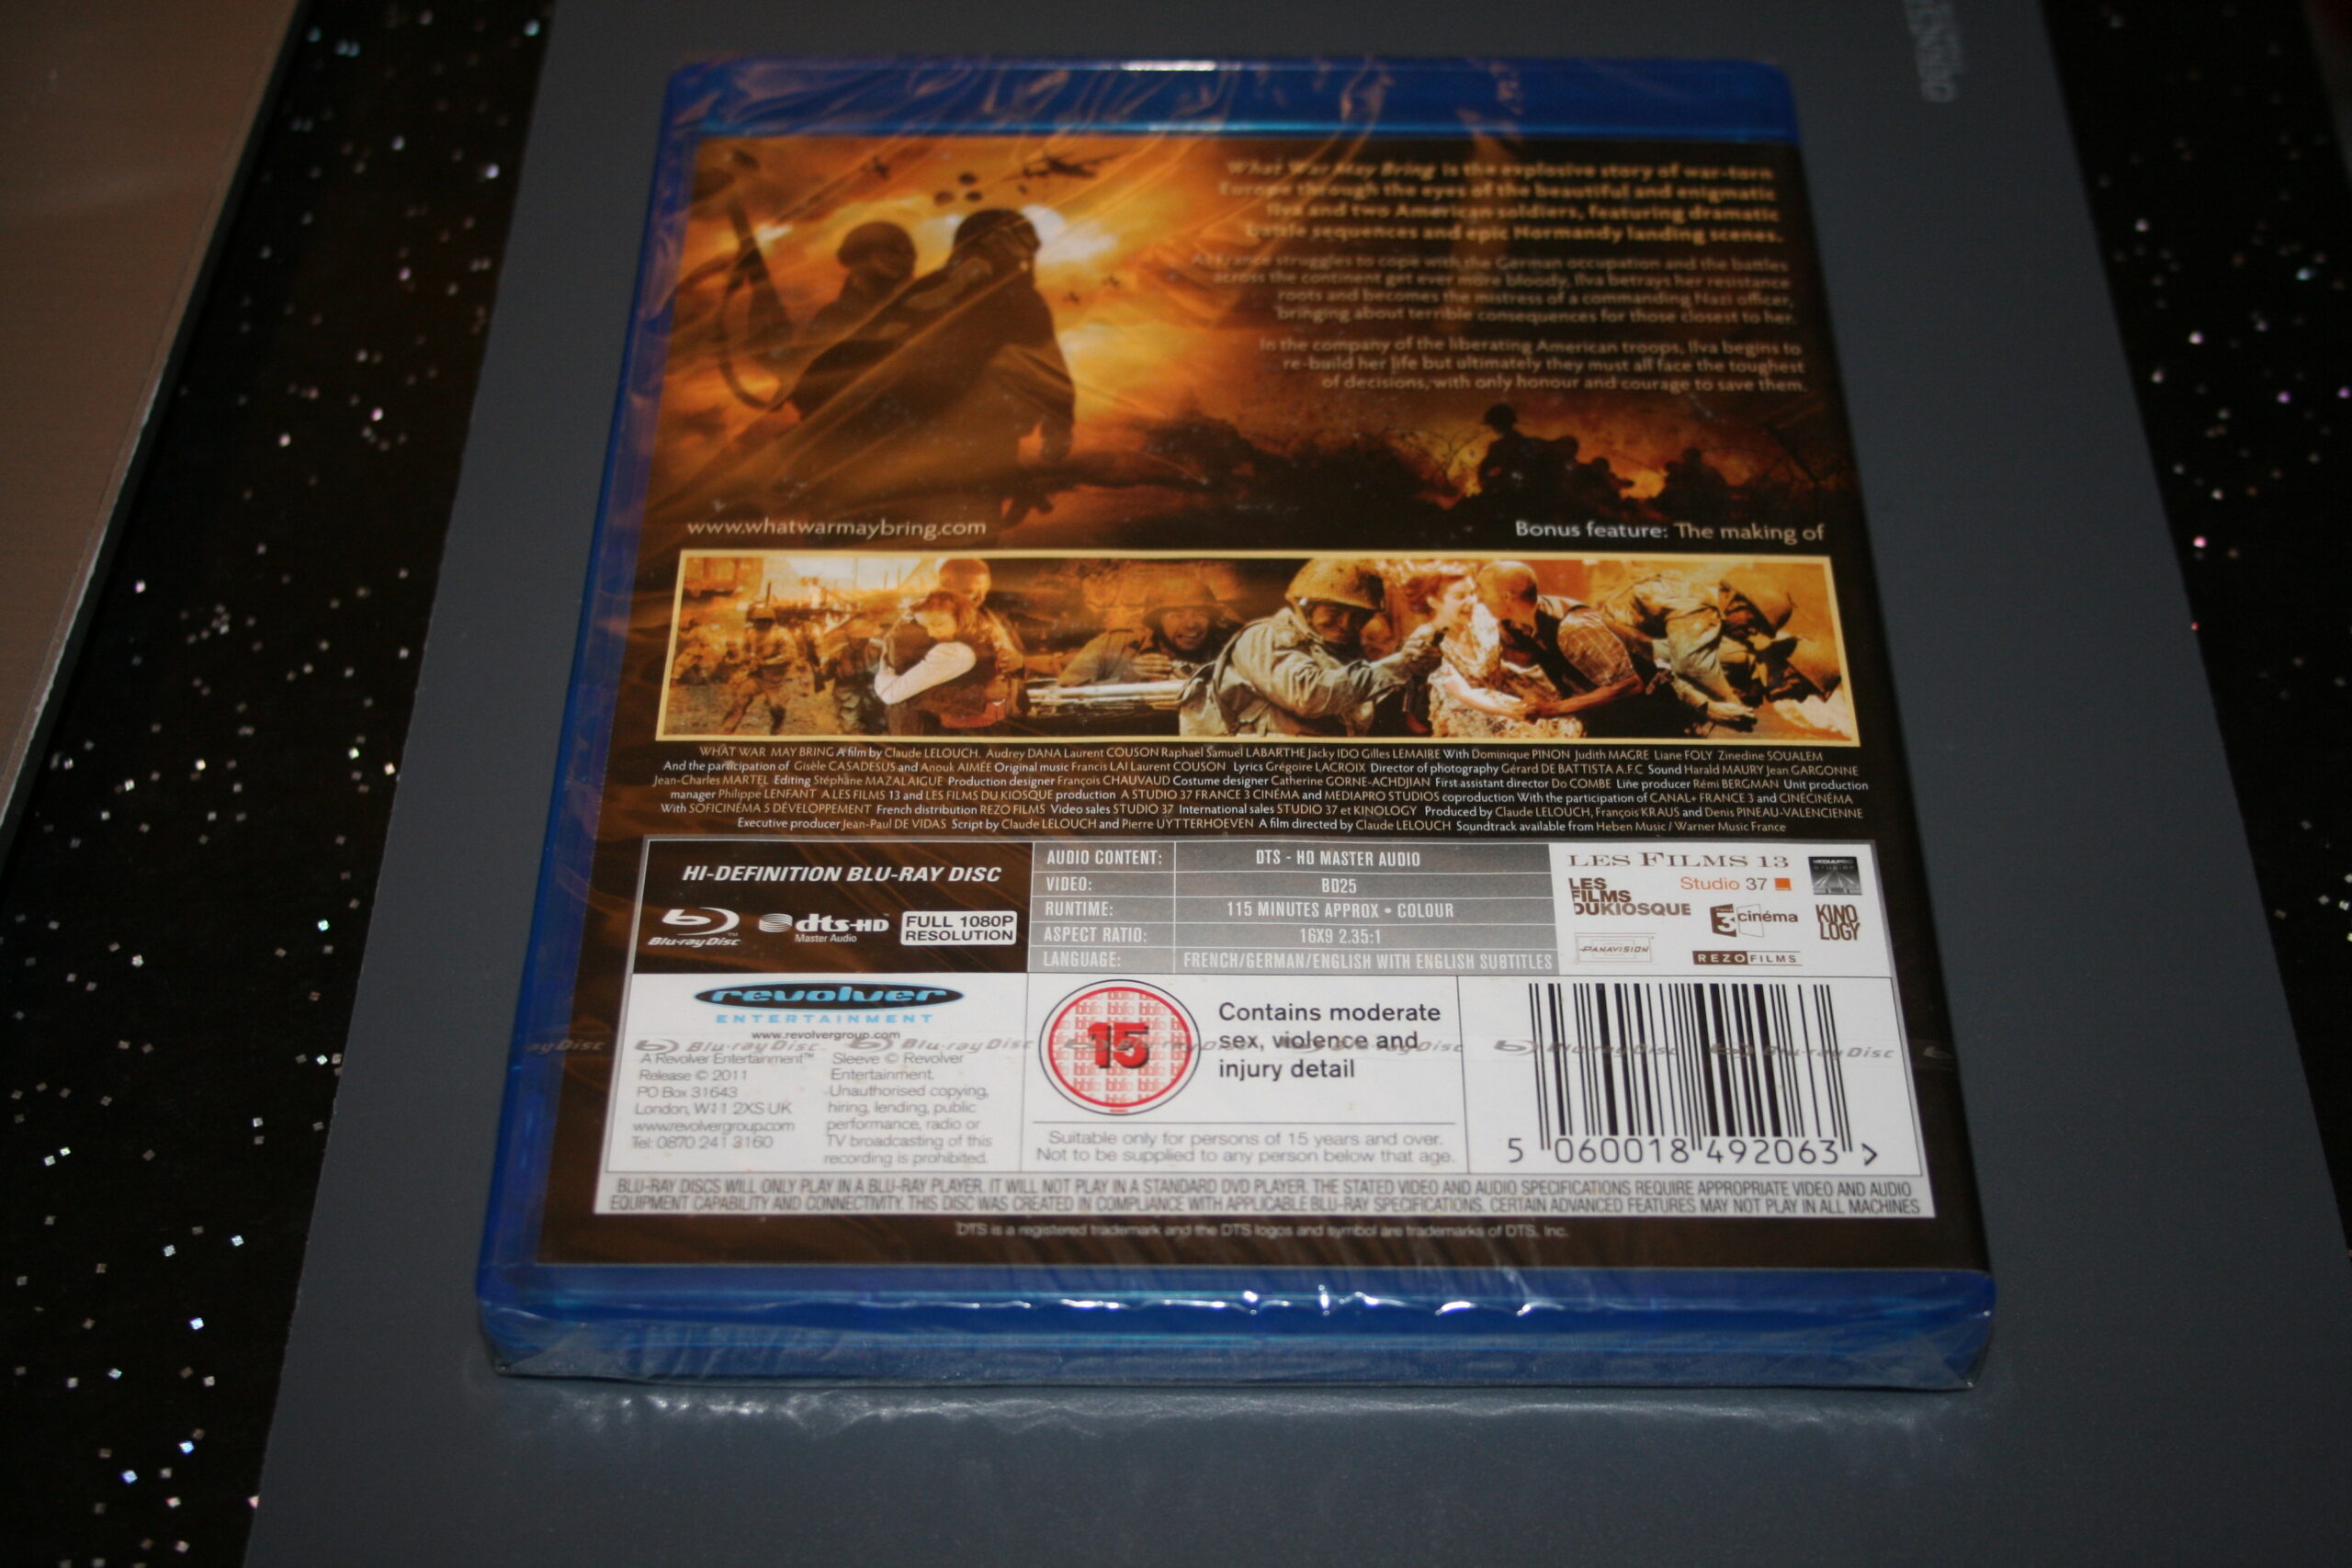 What War May Bring is the explosive story of war-torn
Europe through the eyes of the beautiful and enigmatic
Ilva and two American soldiers, featuring dramatic
battle sequences and epic Normandy landing scenes.
As France struggles to cope with the German occupation and the battles
across the continent get ever more bloody, Ilva betrays her resistance
roots and becomes the mistress of a commanding Nazi officer,
bringing about terrible consequences for those closest to her.
In the company of the liberating American troops, Ilva begins to
re-build her life but ultimately they must all face the toughest
of decisions, with only honour and courage to save them.
www.whatwarmaybring.com
Bonus feature: The making of
WHAT WAR MAY BRING A film by Claude LELOUCH. Audrey DANA Laurent COUSON Raphaël Samuel LABARTHE Jacky IDO Gilles LEMAIRE With Dominique PINON Judith MAGRE Liane FOLY Zinedine SOUALEM
And the participation of Gisèle CASADESUS and Anouk AIMÉE Original music Francis LAI Laurent COUSON Lyrics Grégoire LACROIX Director of photography Gérard DE BATTISTA A.F.C Sound Harald MAURY Jean GARGONNE
Jean-Charles MARTEL Editing Stéphane MAZALAIGUE Production designer François CHAUVAUD Costume designer Catherine GORNE-ACHDJIAN First assistant director Do COMBE Line producer Rémi BERGMAN Unit production
manager Philippe LENFANT A LES FILMS 13 and LES FILMS DU KIOSQUE production A STUDIO 37 FRANCE 3 CINÉMA and MEDIAPRO STUDIOS coproduction With the participation of CANAL+ FRANCE 3 and CINÉCINÉMA
With SOFICINÉMA 5 DÉVELOPPEMENT French distribution REZO FILMS Video sales STUDIO 37 International sales STUDIO 37 et KINOLOGY Produced by Claude LELOUCH, François KRAUS and Denis PINEAU-VALENCIENNE
Executive producer Jean-Paul DE VIDAS Script by Claude LELOUCH and Pierre UYTTERHOEVEN A film directed by Claude LELOUCH Soundtrack available from Heben Music / Warner Music France
HI-DEFINITION BLU-RAY DISC
Blu-ray Disc
dts-HD
Master Audio
FULL 1080P
RESOLUTION
AUDIO CONTENT: DTS - HD MASTER AUDIO
VIDEO: BD25
RUNTIME: 115 MINUTES APPROX • COLOUR
ASPECT RATIO: 16X9 2.35:1
LANGUAGE: FRENCH/GERMAN/ENGLISH WITH ENGLISH SUBTITLES
LES FILMS 13
MEDIAPRO
STUDIOS
LES
FILMS
DUKIOSQUE
Studio 37
3 cinéma
KINO
LOGY
PANAVISION
REZO FILMS
revolver
ENTERTAINMENT
www.revolvergroup.com
A Revolver Entertainment™
Release © 2011
PO Box 31643
London, W11 2XS UK
www.revolvergroup.com
Tel: 0870 241 3160
Sleeve © Revolver
Entertainment.
Unauthorised copying,
hiring, lending, public
performance, radio or
TV broadcasting of this
recording is prohibited.
15
Contains moderate
sex, violence and
injury detail
Suitable only for persons of 15 years and over.
Not to be supplied to any person below that age.
ay Disc Blu-ray Disc Blu-ray Disc Blu-ray Disc Blu-ray Disc Blu-ray Disc Blu-ray Disc
5 060018 492063 >
BLU-RAY DISCS WILL ONLY PLAY IN A BLU-RAY PLAYER. IT WILL NOT PLAY IN A STANDARD DVD PLAYER. THE STATED VIDEO AND AUDIO SPECIFICATIONS REQUIRE APPROPRIATE VIDEO AND AUDIO
EQUIPMENT CAPABILITY AND CONNECTIVITY. THIS DISC WAS CREATED IN COMPLIANCE WITH APPLICABLE BLU-RAY SPECIFICATIONS. CERTAIN ADVANCED FEATURES MAY NOT PLAY IN ALL MACHINES
DTS is a registered trademark and the DTS logos and symbol are trademarks of DTS, Inc.